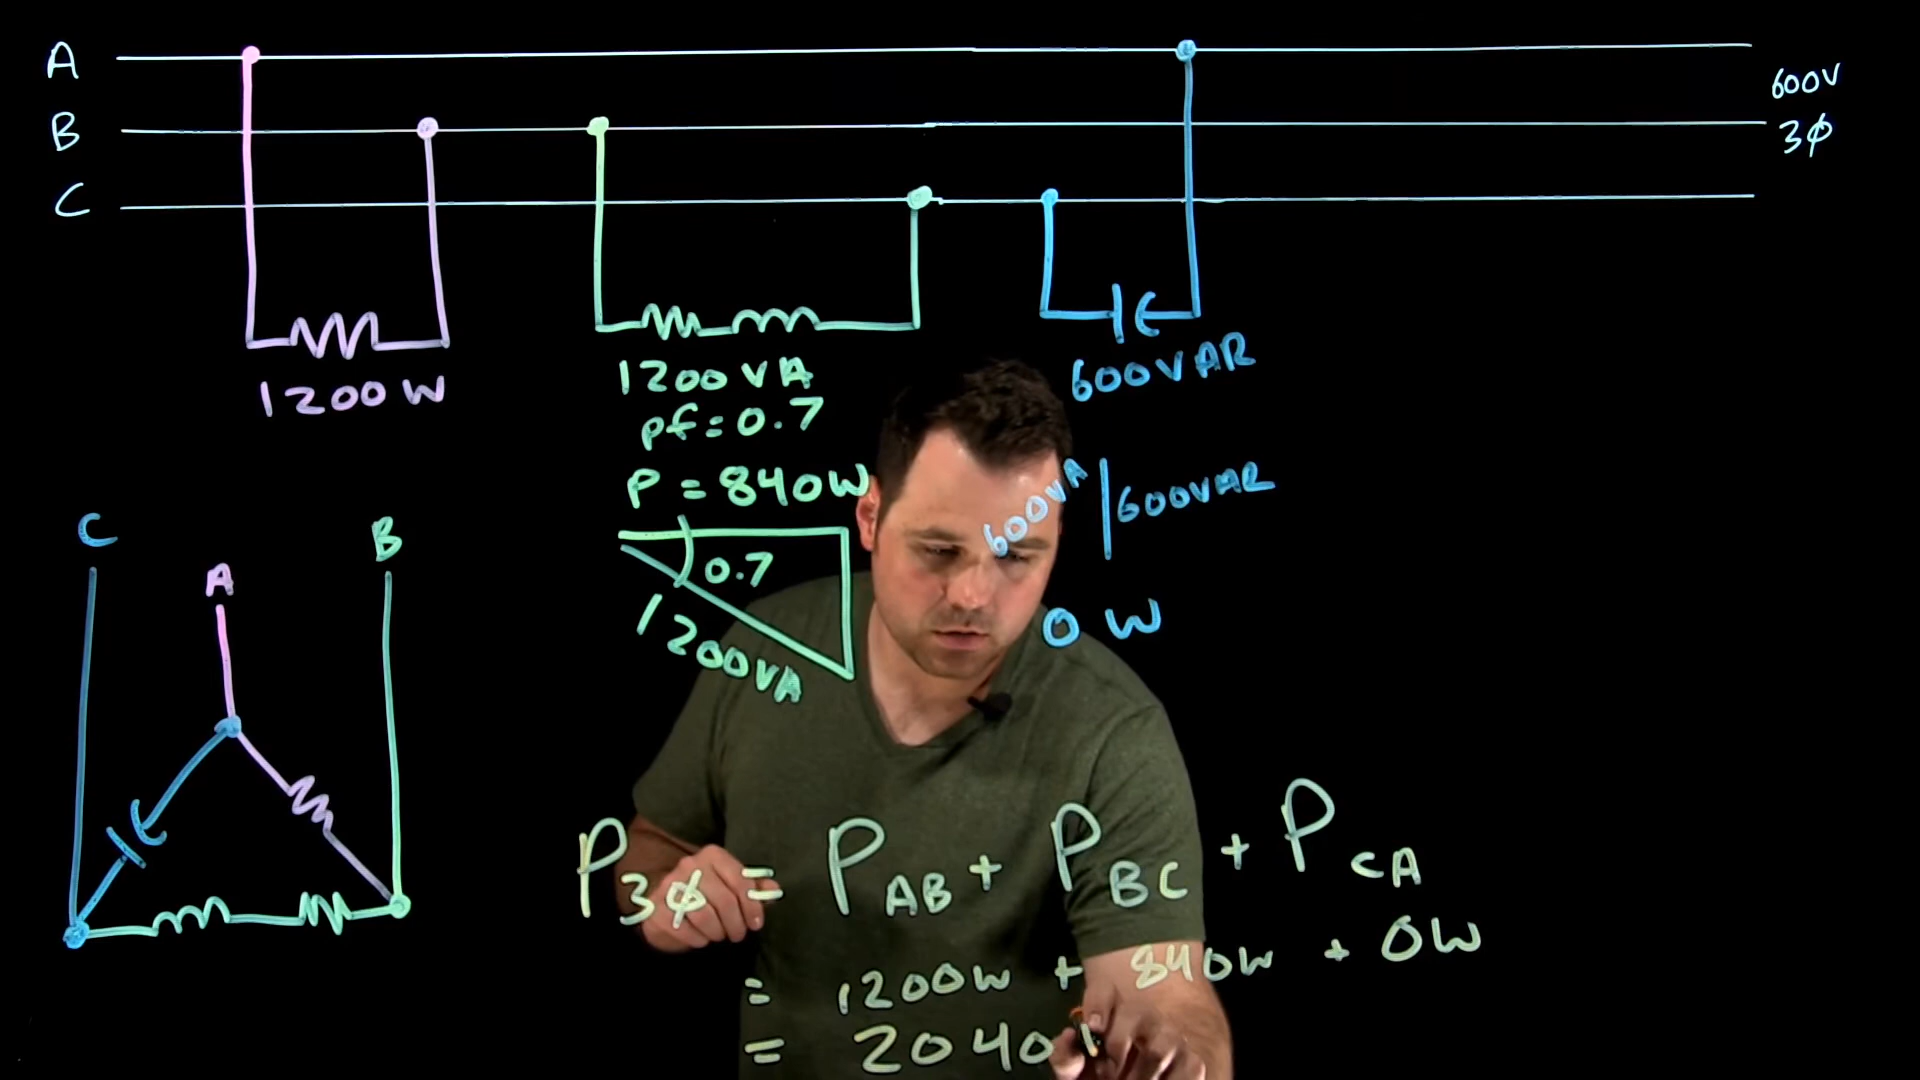 A
B
C
600V
3ϕ
1200W
1200VA
pf=0.7
P = 840W
0.7
1200VA
600VAR
600VA
600VAR
0 W
C
B
A
P3ϕ = PAB + PBC + PCA
= 1200W + 840W + 0W
= 2040